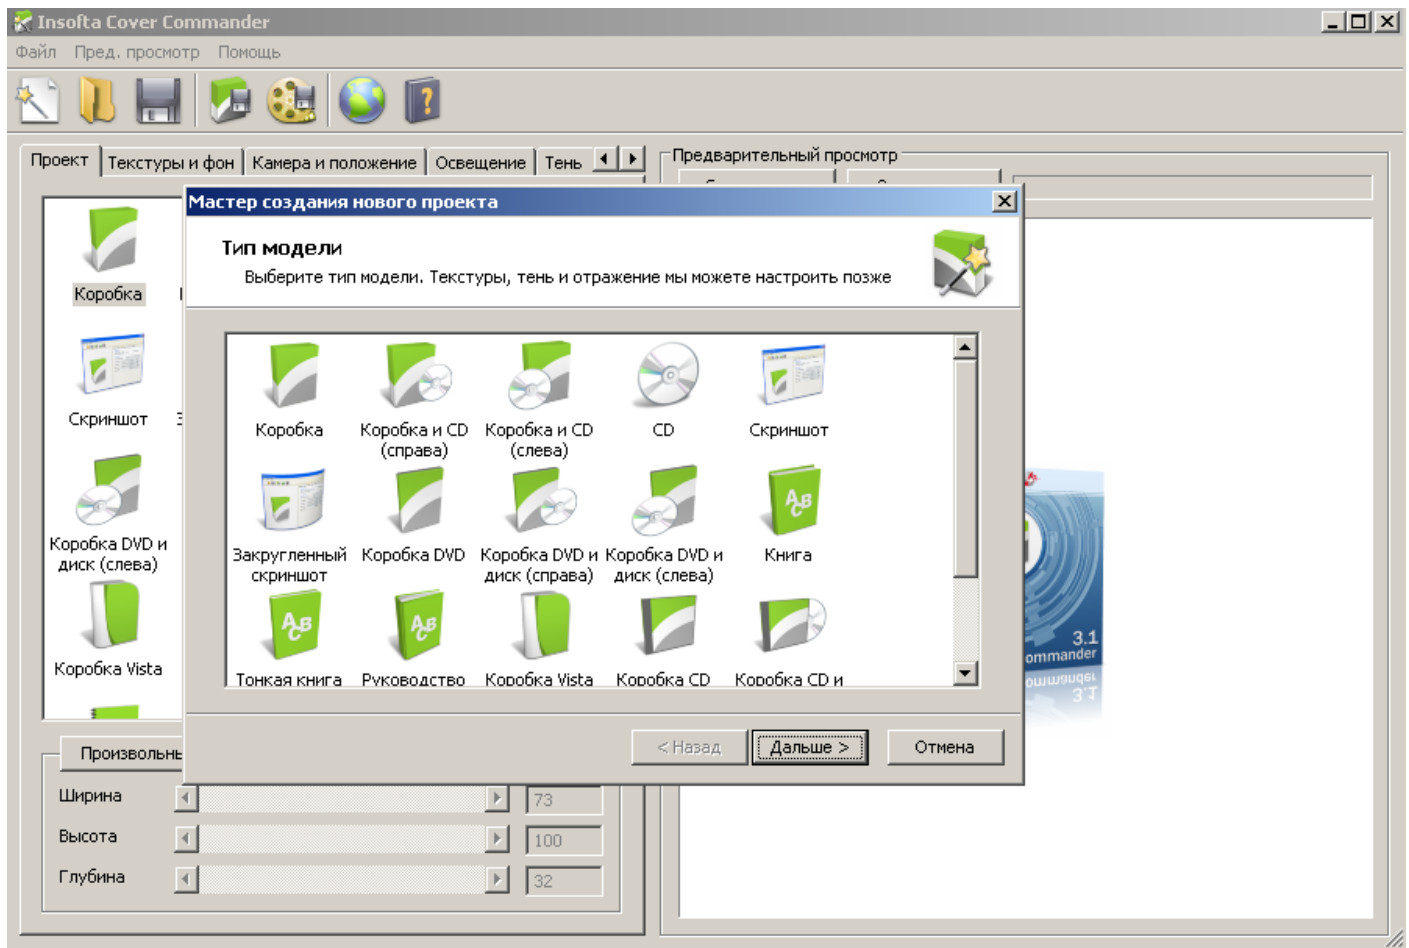 Insofta Cover Commander
Файл Пред. просмотр Помощь
Проект Текстуры и фон Камера и положение Освещение Тень
Предварительный просмотр
Мастер создания нового проекта
Тип модели
Выберите тип модели. Текстуры, тень и отражение мы можете настроить позже
Коробка
Скриншот
Коробка DVD и
диск (слева)
Коробка Vista
Коробка
Коробка и CD
(справа)
Коробка и CD
(слева)
CD
Скриншот
Закругленный
скриншот
Коробка DVD
Коробка DVD и
диск (справа)
Коробка DVD и
диск (слева)
Книга
Тонкая книга
Руководство
Коробка Vista
Коробка CD
Коробка CD и
< Назад Дальше > Отмена
3.1
ommander
Произвольн
Ширина 73
Высота 100
Глубина 32